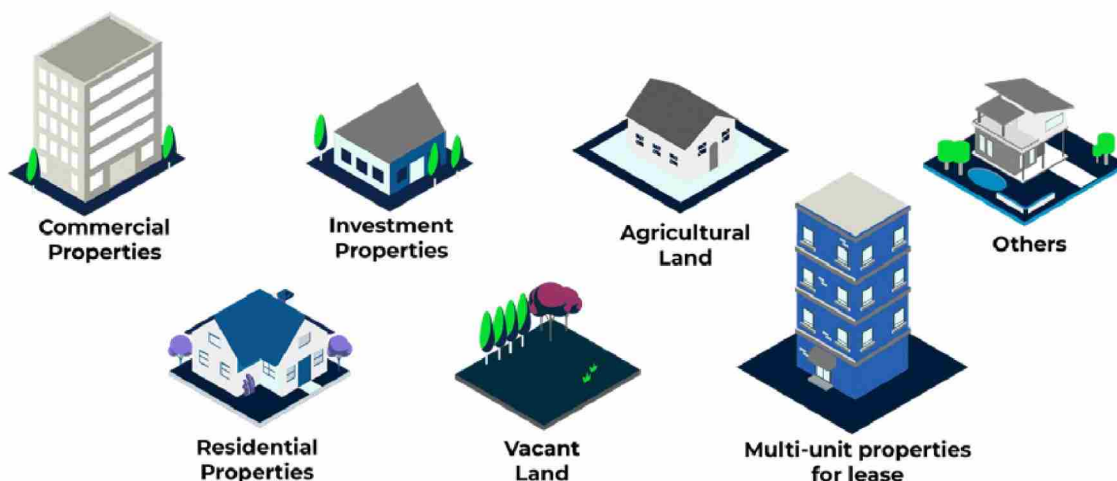 Commercial
Properties
Investment
Properties
Agricultural
Land
Others
Residential
Properties
Vacant
Land
Multi-unit properties
for lease